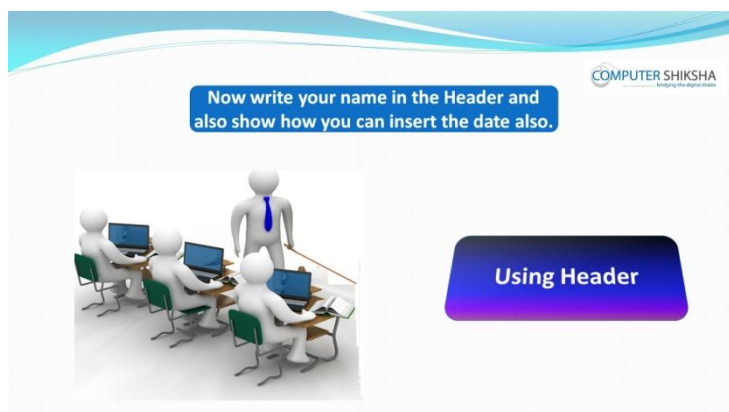 COMPUTER SHIKSHA
bridging the digital divide
Now write your name in the Header and
also show how you can insert the date also.
Using Header